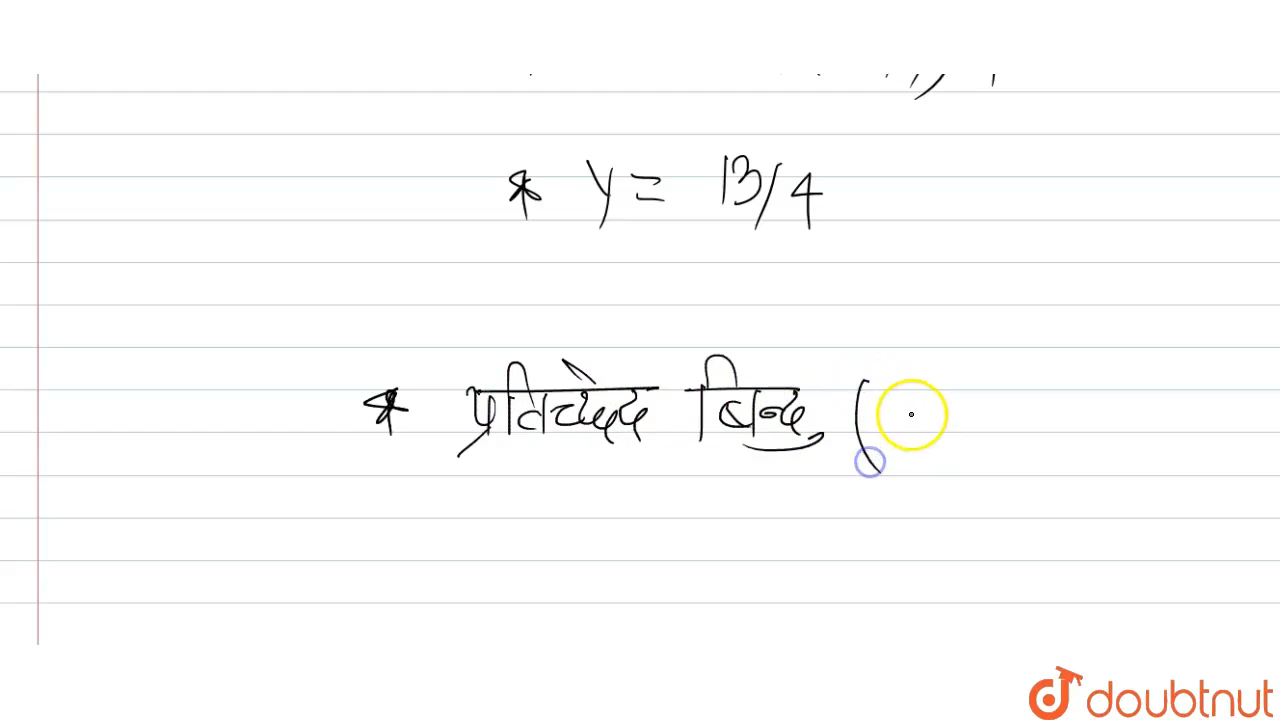 * y = 13/4
* प्रतिच्छेद बिन्दु (
doubtnut